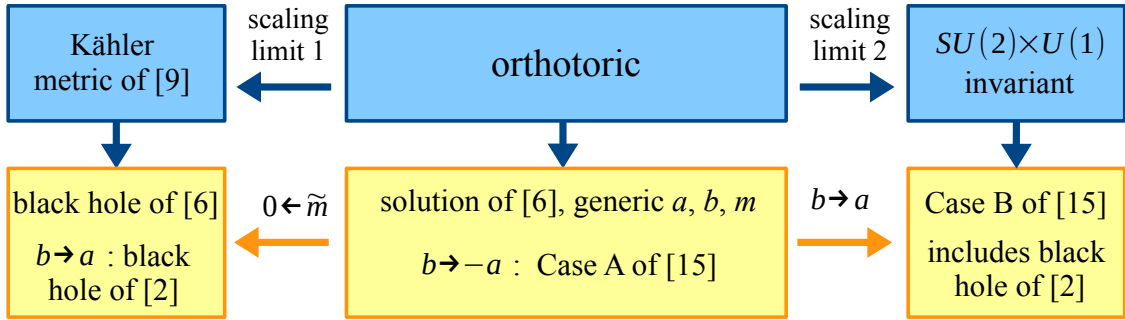 Kähler
metric of [9]
scaling
limit 1
orthotoric
scaling
limit 2
SU(2)×U(1)
invariant
black hole of [6]
b→a : black
hole of [2]
0←m̃
solution of [6], generic a, b, m
b→−a : Case A of [15]
b→a
Case B of [15]
includes black
hole of [2]